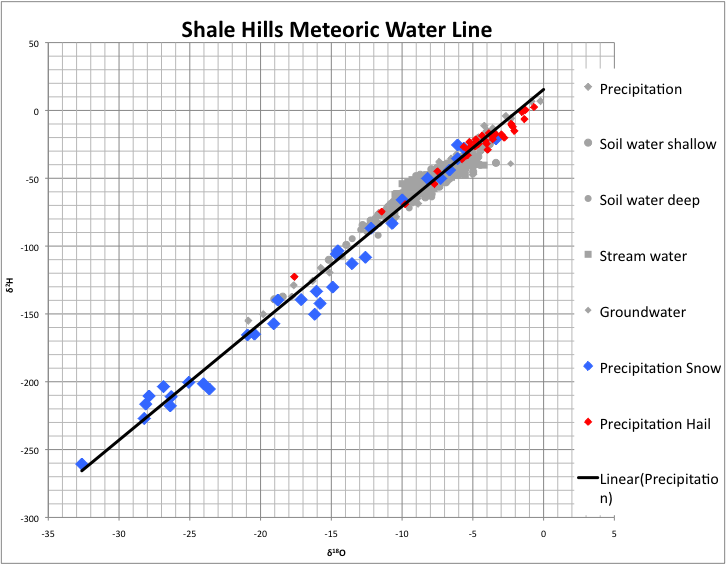 Shale Hills Meteoric Water Line
50
0
-50
-100
-150
-200
-250
-300
δ²H
-35 -30 -25 -20 -15 -10 -5 0 5
δ¹⁸O
Precipitation
Soil water shallow
Soil water deep
Stream water
Groundwater
Precipitation Snow
Precipitation Hail
Linear(Precipitatio
n)